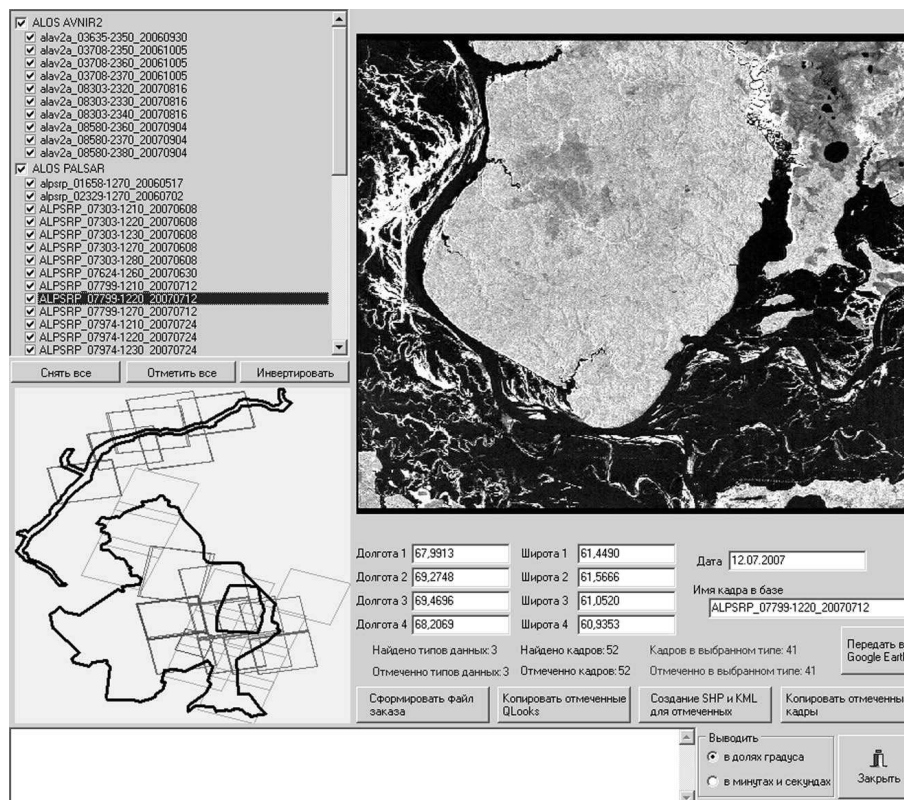 ALOS AVNIR2
alav2a_03635-2350_20060930
alav2a_03708-2350_20061005
alav2a_03708-2360_20061005
alav2a_03708-2370_20061005
alav2a_08303-2320_20070816
alav2a_08303-2330_20070816
alav2a_08303-2340_20070816
alav2a_08580-2360_20070904
alav2a_08580-2370_20070904
alav2a_08580-2380_20070904
ALOS PALSAR
alpsrp_01658-1270_20060517
alpsrp_02329-1270_20060702
ALPSRP_07303-1210_20070608
ALPSRP_07303-1220_20070608
ALPSRP_07303-1230_20070608
ALPSRP_07303-1270_20070608
ALPSRP_07303-1280_20070608
ALPSRP_07624-1260_20070630
ALPSRP_07799-1210_20070712
ALPSRP_07799-1220_20070712
ALPSRP_07799-1270_20070712
ALPSRP_07974-1210_20070724
ALPSRP_07974-1220_20070724
ALPSRP_07974-1230_20070724
Снять все Отметить все Инвертировать
Долгота 1 67,9913 Широта 1 61,4490
Долгота 2 69,2748 Широта 2 61,5666
Долгота 3 69,4696 Широта 3 61,0520
Долгота 4 68,2069 Широта 4 60,9353
Дата 12.07.2007
Имя кадра в базе
ALPSRP_07799-1220_20070712
Найдено типов данных: 3 Найдено кадров: 52 Кадров в выбранном типе: 41
Отмеченно типов данных: 3 Отмеченно кадров: 52 Отмеченно в выбранном типе: 41
Передать в
Google Eart
Сформировать файл
заказа
Копировать отмеченные
QLooks
Создание SHP и KML
для отмеченных
Копировать отмеченны
кадры
Выводить
в долях градуса
в минутах и секундах
Закрыть